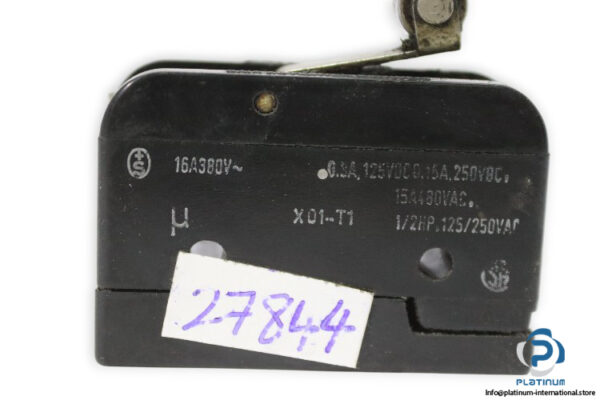 16A380V~
0.3A, 125VDC 0.15A, 250VDC,
15A480VAC,
1/2HP, 125/250VAC
µ
X01-T1
27844
PLATINUM
Info@platinum-international.store